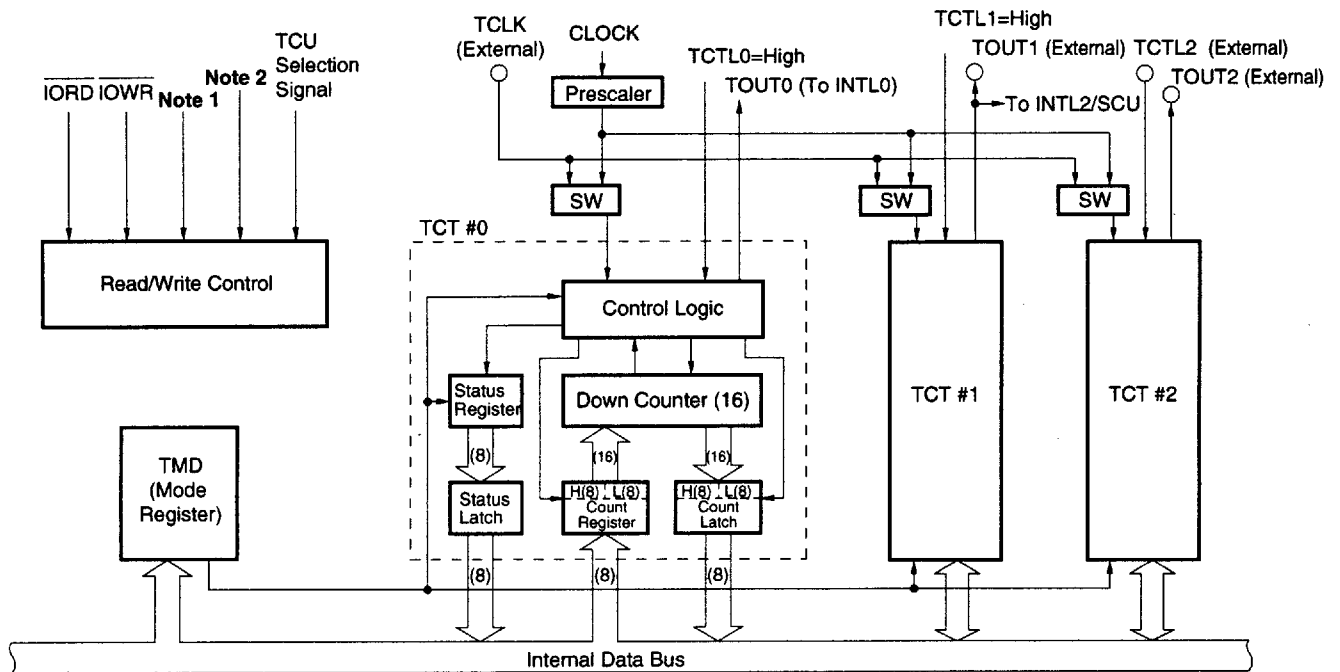 TCU
Selection
Signal
IORD
IOWR
Note 1
Note 2
TCLK
(External)
CLOCK
Prescaler
TCTL0=High
TOUT0 (To INTL0)
TCTL1=High
TOUT1 (External)
To INTL2/SCU
TCTL2 (External)
TOUT2 (External)
SW
SW
SW
TCT #0
Read/Write Control
Control Logic
Status
Register
Down Counter (16)
TCT #1
TCT #2
TMD
(Mode
Register)
(8)
(16)
(16)
Status
Latch
H(8) L(8)
Count
Register
H(8) L(8)
Count
Latch
(8)
(8)
(8)
Internal Data Bus